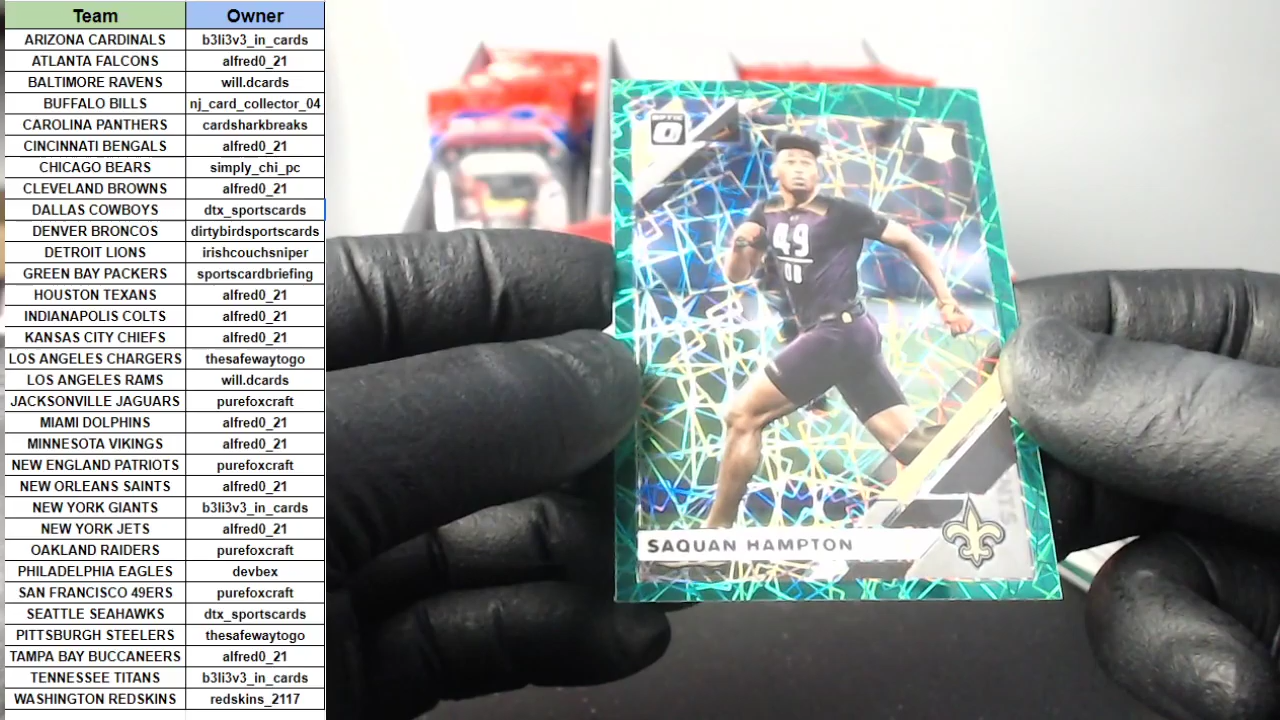 Team Owner
ARIZONA CARDINALS b3li3v3_in_cards
ATLANTA FALCONS alfred0_21
BALTIMORE RAVENS will.dcards
BUFFALO BILLS nj_card_collector_04
CAROLINA PANTHERS cardsharkbreaks
CINCINNATI BENGALS alfred0_21
CHICAGO BEARS simply_chi_pc
CLEVELAND BROWNS alfred0_21
DALLAS COWBOYS dtx_sportscards
DENVER BRONCOS dirtybirdsportscards
DETROIT LIONS irishcouchsniper
GREEN BAY PACKERS sportscardbriefing
HOUSTON TEXANS alfred0_21
INDIANAPOLIS COLTS alfred0_21
KANSAS CITY CHIEFS alfred0_21
LOS ANGELES CHARGERS thesafewaytogo
LOS ANGELES RAMS will.dcards
JACKSONVILLE JAGUARS purefoxcraft
MIAMI DOLPHINS alfred0_21
MINNESOTA VIKINGS alfred0_21
NEW ENGLAND PATRIOTS purefoxcraft
NEW ORLEANS SAINTS alfred0_21
NEW YORK GIANTS b3li3v3_in_cards
NEW YORK JETS alfred0_21
OAKLAND RAIDERS purefoxcraft
PHILADELPHIA EAGLES devbex
SAN FRANCISCO 49ERS purefoxcraft
SEATTLE SEAHAWKS dtx_sportscards
PITTSBURGH STEELERS thesafewaytogo
TAMPA BAY BUCCANEERS alfred0_21
TENNESSEE TITANS b3li3v3_in_cards
WASHINGTON REDSKINS redskins_2117
OPTIC
49
SAQUAN HAMPTON